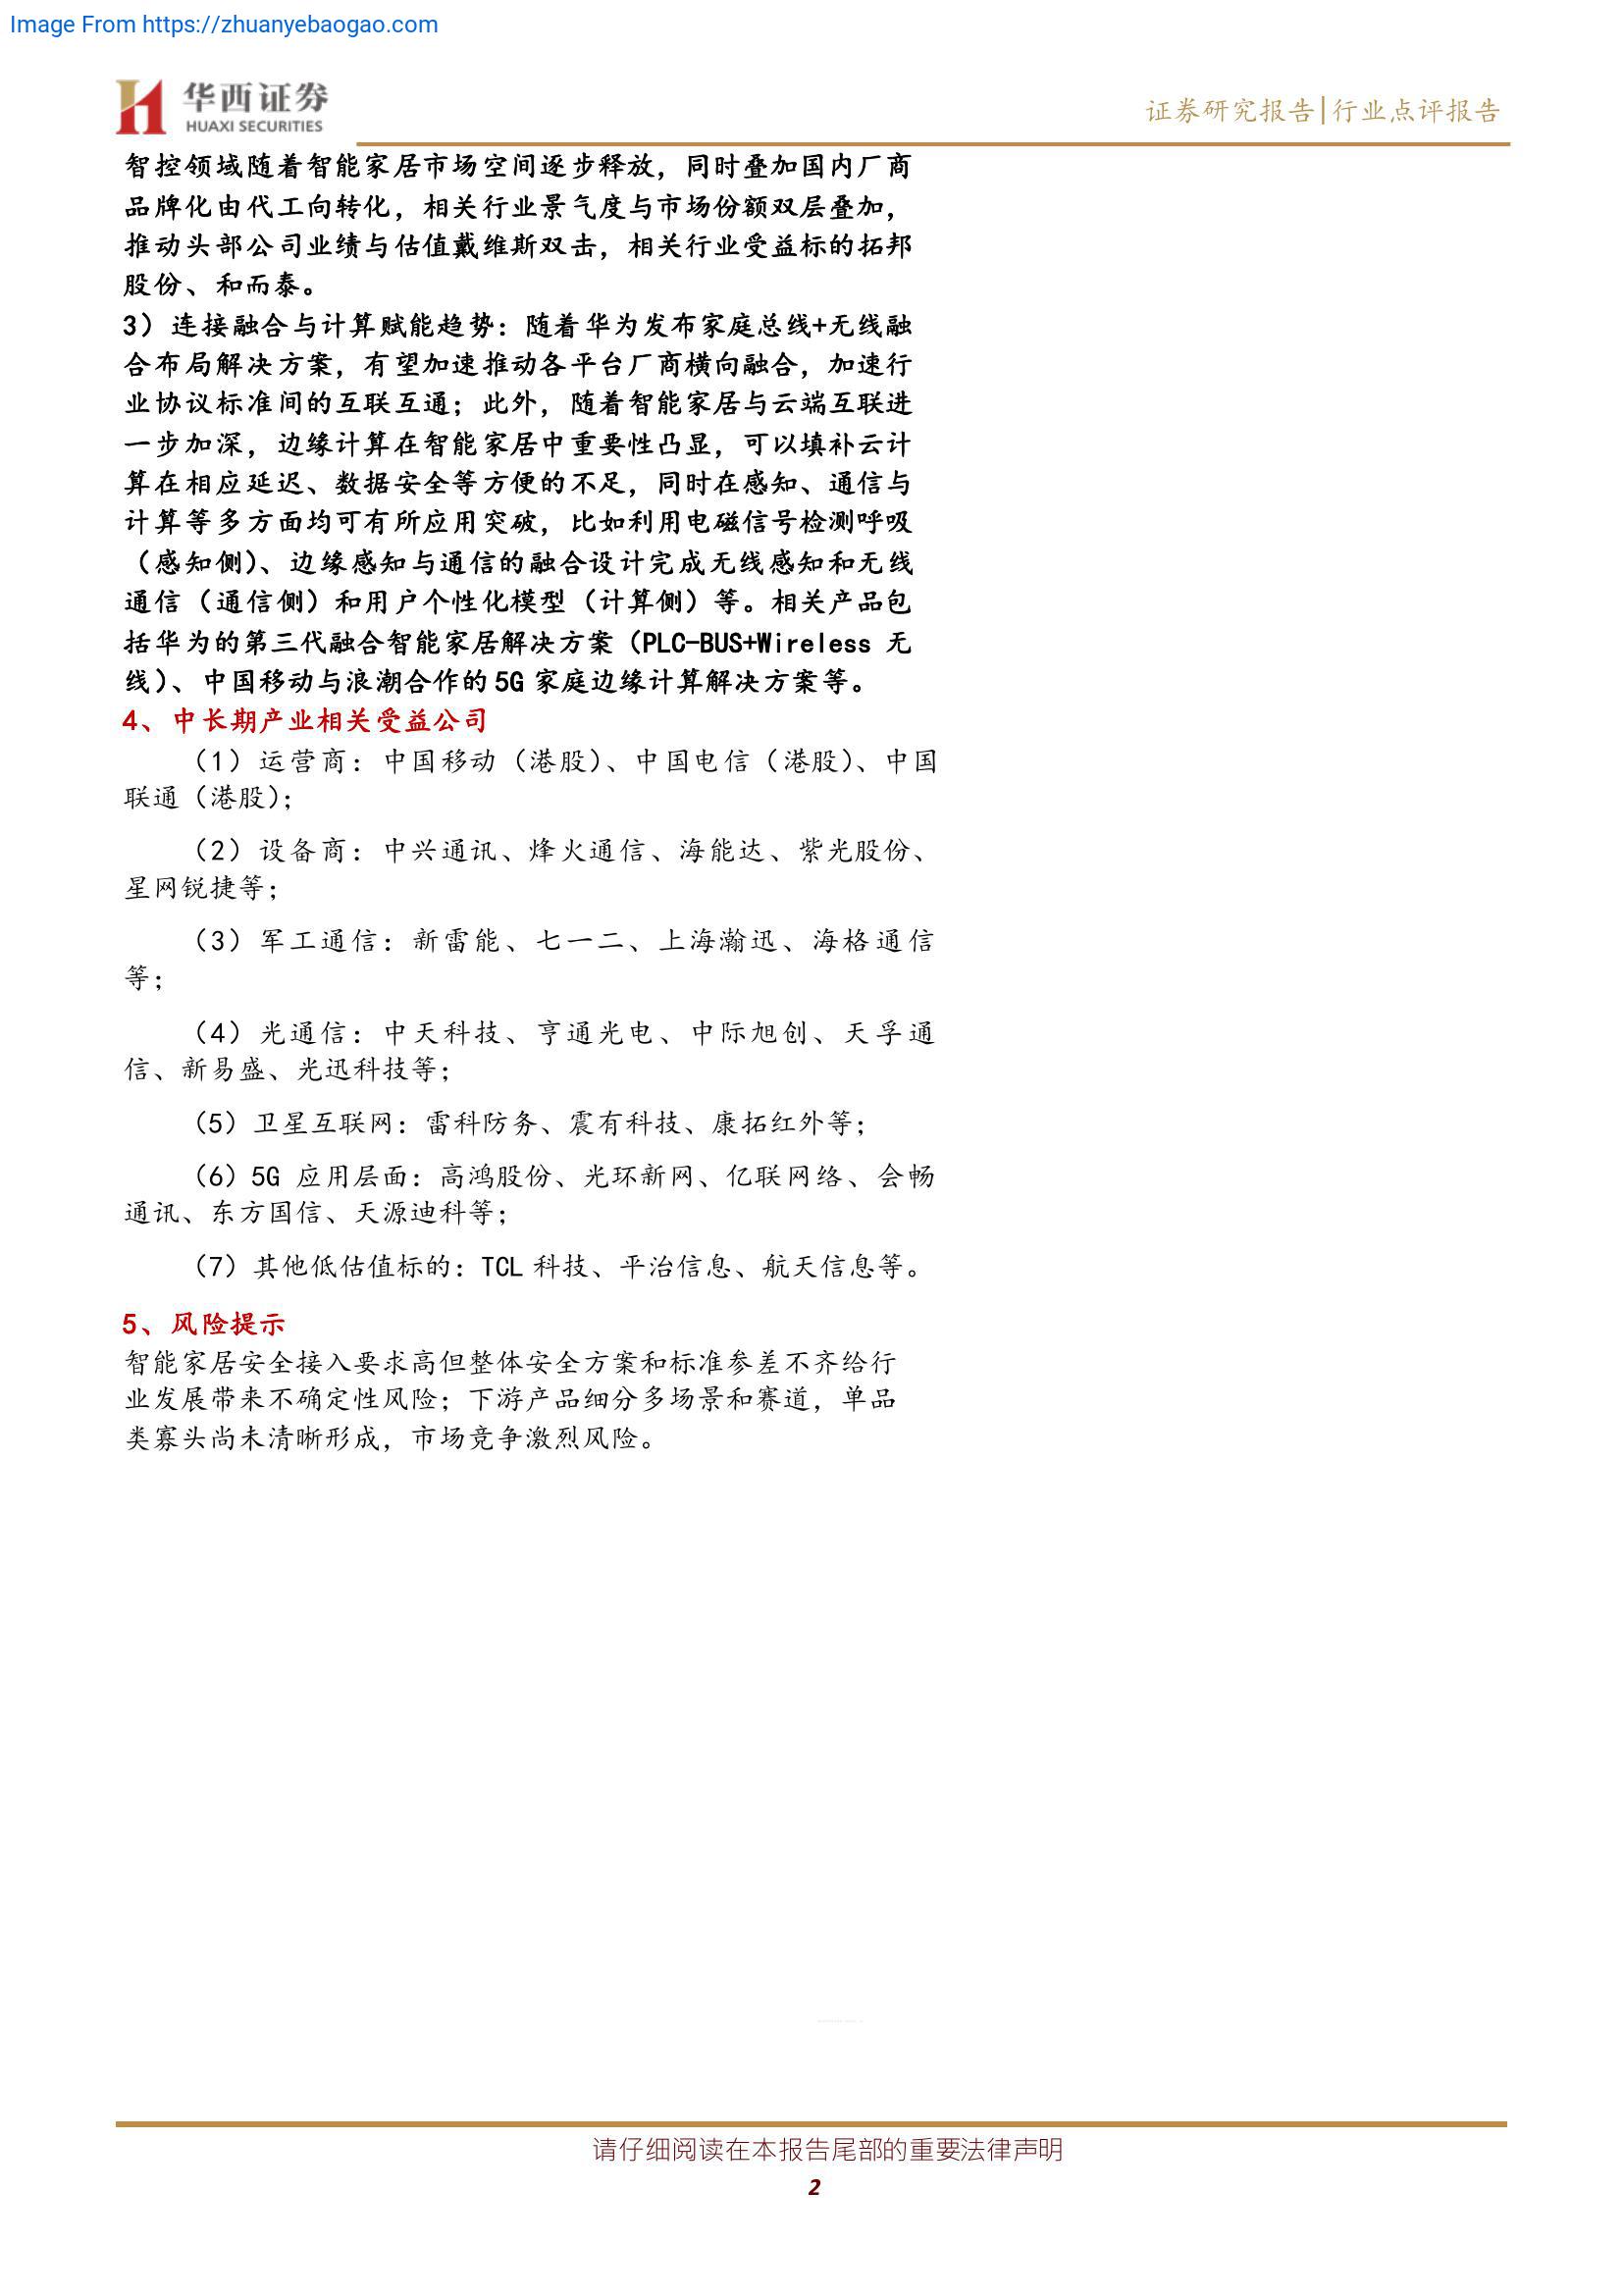 Image From https://zhuanyebaogao.com
华西证券
HUAXI SECURITIES
证券研究报告|行业点评报告
智控领域随着智能家居市场空间逐步释放，同时叠加国内厂商
品牌化由代工向转化，相关行业景气度与市场份额双层叠加，
推动头部公司业绩与估值戴维斯双击，相关行业受益标的拓邦
股份、和而泰。
3）连接融合与计算赋能趋势：随着华为发布家庭总线+无线融
合布局解决方案，有望加速推动各平台厂商横向融合，加速行
业协议标准间的互联互通；此外，随着智能家居与云端互联进
一步加深，边缘计算在智能家居中重要性凸显，可以填补云计
算在相应延迟、数据安全等方便的不足，同时在感知、通信与
计算等多方面均可有所应用突破，比如利用电磁信号检测呼吸
（感知侧）、边缘感知与通信的融合设计完成无线感知和无线
通信（通信侧）和用户个性化模型（计算侧）等。相关产品包
括华为的第三代融合智能家居解决方案（PLC-BUS+Wireless 无
线）、中国移动与浪潮合作的5G 家庭边缘计算解决方案等。
4、中长期产业相关受益公司
（1）运营商：中国移动（港股）、中国电信（港股）、中国
联通（港股）；
（2）设备商：中兴通讯、烽火通信、海能达、紫光股份、
星网锐捷等；
（3）军工通信：新雷能、七一二、上海瀚迅、海格通信
等；
（4）光通信：中天科技、亨通光电、中际旭创、天孚通
信、新易盛、光迅科技等；
（5）卫星互联网：雷科防务、震有科技、康拓红外等；
（6）5G 应用层面：高鸿股份、光环新网、亿联网络、会畅
通讯、东方国信、天源迪科等；
（7）其他低估值标的：TCL 科技、平治信息、航天信息等。
5、风险提示
智能家居安全接入要求高但整体安全方案和标准参差不齐给行
业发展带来不确定性风险；下游产品细分多场景和赛道，单品
类寡头尚未清晰形成，市场竞争激烈风险。
请仔细阅读在本报告尾部的重要法律声明
2